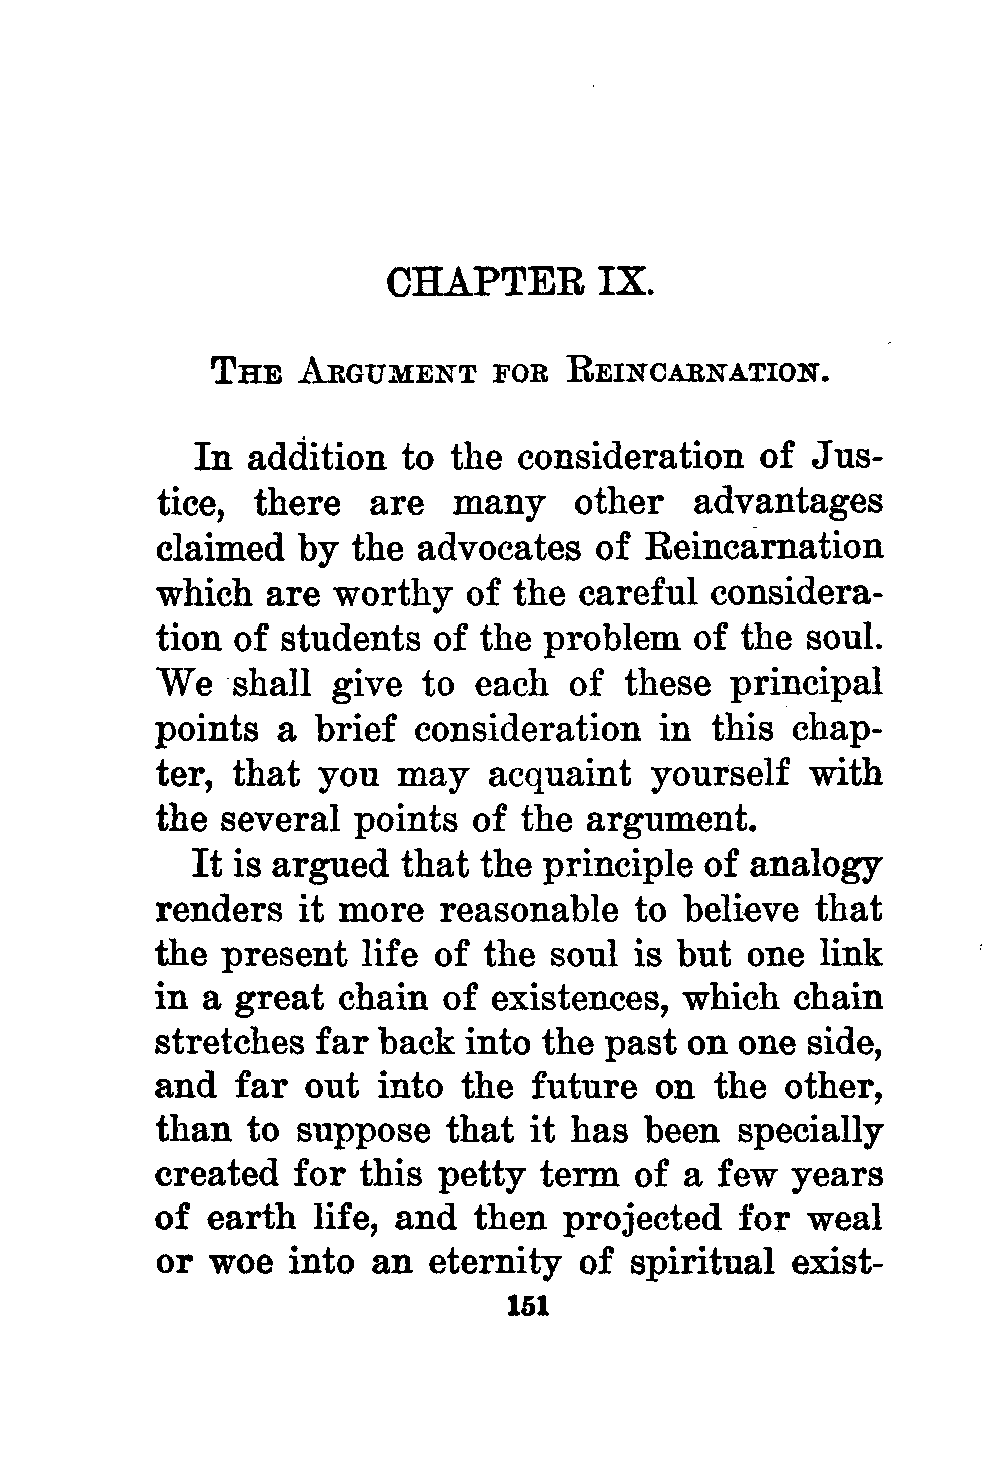 CHAPTER IX.
The Argument for Reincarnation.
In addition to the consideration of Jus-
tice, there are many other advantages
claimed by the advocates of Reincarnation
which are worthy of the careful considera-
tion of students of the problem of the soul.
We shall give to each of these principal
points a brief consideration in this chap-
ter, that you may acquaint yourself with
the several points of the argument.
It is argued that the principle of analogy
renders it more reasonable to believe that
the present life of the soul is but one link
in a great chain of existences, which chain
stretches far back into the past on one side,
and far out into the future on the other,
than to suppose that it has been specially
created for this petty term of a few years
of earth life, and then projected for weal
or woe into an eternity of spiritual exist-
151